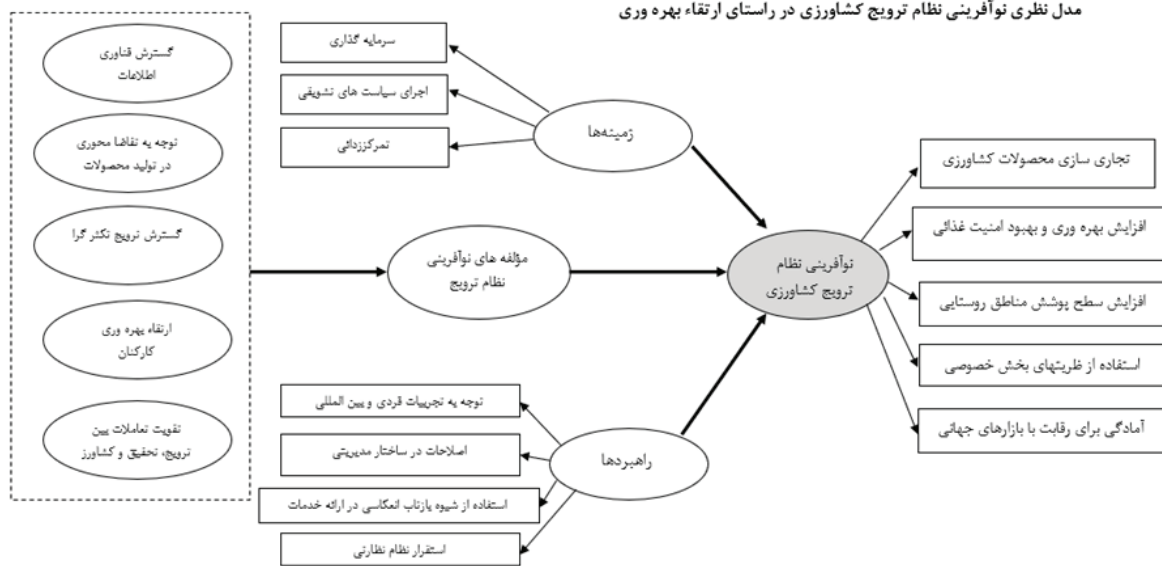 مدل نظری نوآفرینی نظام ترویج کشاورزی در راستای ارتقاء بهره وری
گسترش فناوری
اطلاعات
توجه به تقاضا محوری
در تولید محصولات
گسترش ترویج تکثر گرا
ارتقاء بهره وری
کارکنان
تقویت تعاملات بین
ترویج، تحقیق و کشاورز
سرمایه گذاری
اجرای سیاست های تشویقی
تمرکززدائی
زمینه‌ها
مؤلفه های نوآفرینی
نظام ترویج
توجه به تجربیات فردی و بین المللی
اصلاحات در ساختار مدیریتی
استفاده از شیوه بازتاب انعکاسی در ارائه خدمات
استقرار نظام نظارتی
راهبردها
نوآفرینی نظام
ترویج کشاورزی
تجاری سازی محصولات کشاورزی
افزایش بهره وری و بهبود امنیت غذائی
افزایش سطح پوشش مناطق روستایی
استفاده از ظریتهای بخش خصوصی
آمادگی برای رقابت با بازارهای جهانی